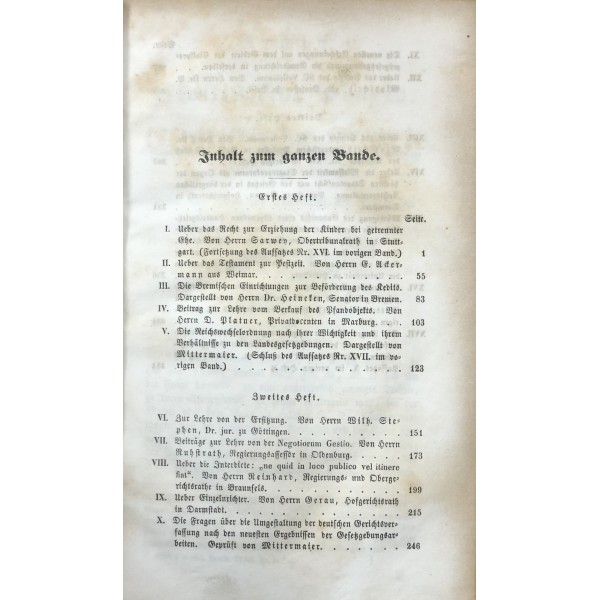 Inhalt zum ganzen Bande.
Erstes Heft.
Seite.
I. Ueber das Recht zur Erziehung der Kinder bei getrennter
Ehe. Von Herrn Sarwey, Obertribunalrath in Stutt-
gart. (Fortsetzung des Aufsatzes Nr. XVI. im vorigen Band.) 1
II. Ueber das Testament zur Pestzeit. Von Herrn E. Acker-
mann aus Weimar. 55
III. Die Bremischen Einrichtungen zur Beförderung des Kredits.
Dargestellt von Herrn Dr. Heineken, Senator in Bremen. 83
IV. Beitrag zur Lehre vom Verkauf des Pfandobjekts. Von
Herrn D. Platner, Privatdocenten in Marburg. 103
V. Die Reichswechselordnung nach ihrer Wichtigkeit und ihrem
Verhältnisse zu den Landesgesetzgebungen. Dargestellt von
Mittermaier. (Schluß des Aufsatzes Nr. XVII. im vo-
rigen Band.) 123
Zweites Heft.
VI. Zur Lehre von der Ersitzung. Von Herrn Wilh. Ste-
phen, Dr. jur. zu Göttingen. 151
VII. Beiträge zur Lehre von der Negotiorum Gestio. Von Herrn
Ruhstrath, Regierungsassessor in Oldenburg. 173
VIII. Ueber die Interdicte: „ne quid in loco publico vel itinere
fiat“. Von Herrn Reinhard, Regierungs- und Oberge-
richtsrathe in Braunfels. 199
IX. Ueber Einzelnrichter. Von Herrn Gerau, Hofgerichtsrath
in Darmstadt. 215
X. Die Fragen über die Umgestaltung der deutschen Gerichtsver-
fassung nach den neuesten Ergebnissen der Gesetzgebungsar-
beiten. Geprüft von Mittermaier. 246